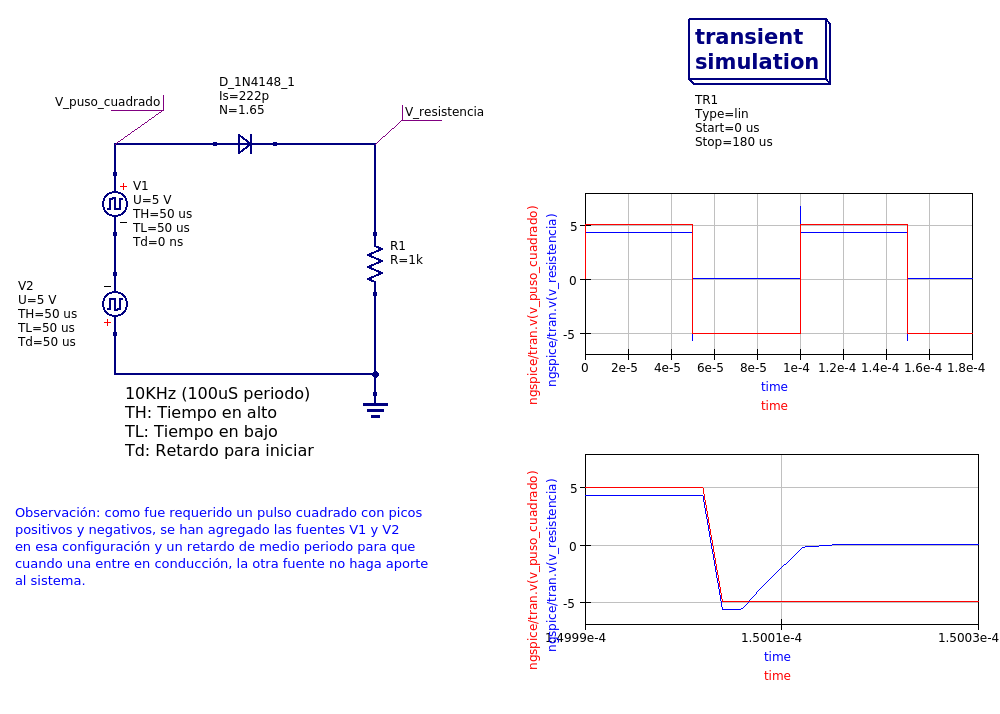 transient
simulation
TR1
Type=lin
Start=0 us
Stop=180 us
D_1N4148_1
Is=222p
N=1.65
V_puso_cuadrado
V_resistencia
+
V1
U=5 V
TH=50 us
TL=50 us
Td=0 ns
−
R1
R=1k
−
V2
U=5 V
TH=50 us
TL=50 us
Td=50 us
+
10KHz (100uS periodo)
TH: Tiempo en alto
TL: Tiempo en bajo
Td: Retardo para iniciar
Observación: como fue requerido un pulso cuadrado con picos
positivos y negativos, se han agregado las fuentes V1 y V2
en esa configuración y un retardo de medio periodo para que
cuando una entre en conducción, la otra fuente no haga aporte
al sistema.
ngspice/tran.v(v_puso_cuadrado)
ngspice/tran.v(v_resistencia)
5
0
-5
0 2e-5 4e-5 6e-5 8e-5 1e-4 1.2e-4 1.4e-4 1.6e-4 1.8e-4
time
time
ngspice/tran.v(v_puso_cuadrado)
ngspice/tran.v(v_resistencia)
5
0
-5
1.4999e-4 1.5001e-4 1.5003e-4
time
time